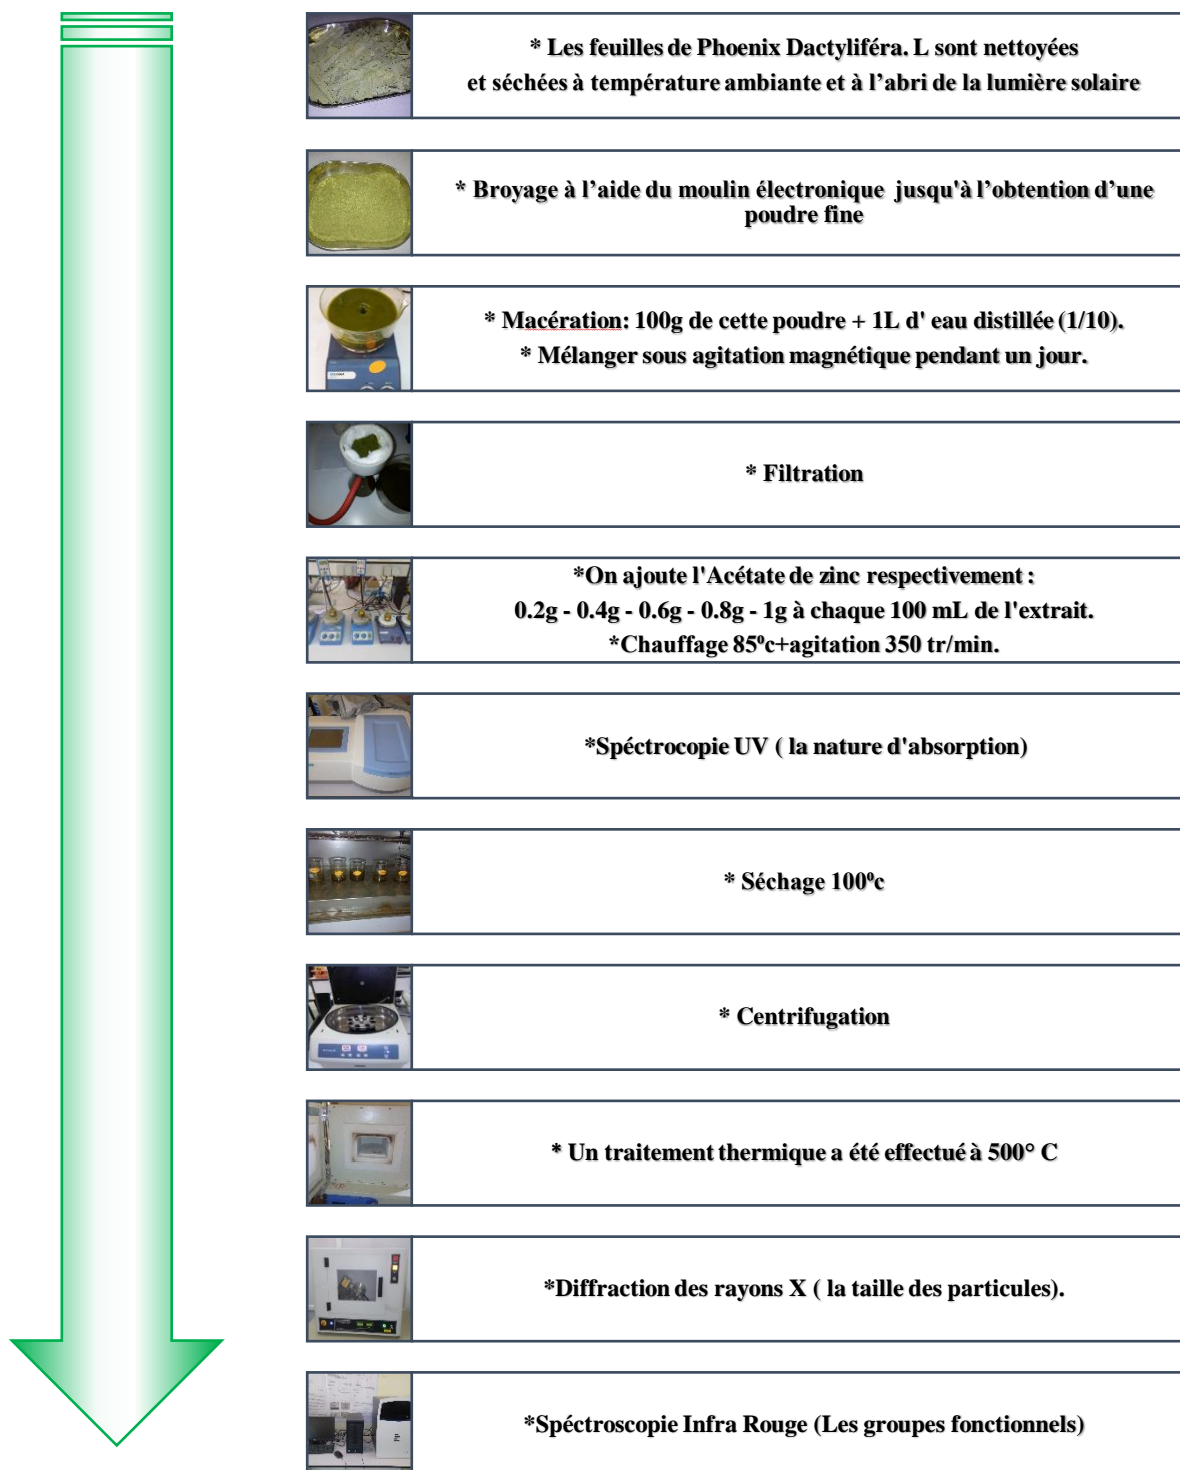 * Les feuilles de Phoenix Dactyliféra. L sont nettoyées
et séchées à température ambiante et à l’abri de la lumière solaire
* Broyage à l’aide du moulin électronique jusqu'à l’obtention d’une
poudre fine
* Macération: 100g de cette poudre + 1L d' eau distillée (1/10).
* Mélanger sous agitation magnétique pendant un jour.
* Filtration
*On ajoute l'Acétate de zinc respectivement :
0.2g - 0.4g - 0.6g - 0.8g - 1g à chaque 100 mL de l'extrait.
*Chauffage 85⁰c+agitation 350 tr/min.
*Spéctrocopie UV ( la nature d'absorption)
* Séchage 100⁰c
* Centrifugation
* Un traitement thermique a été effectué à 500° C
*Diffraction des rayons X ( la taille des particules).
*Spéctroscopie Infra Rouge (Les groupes fonctionnels)